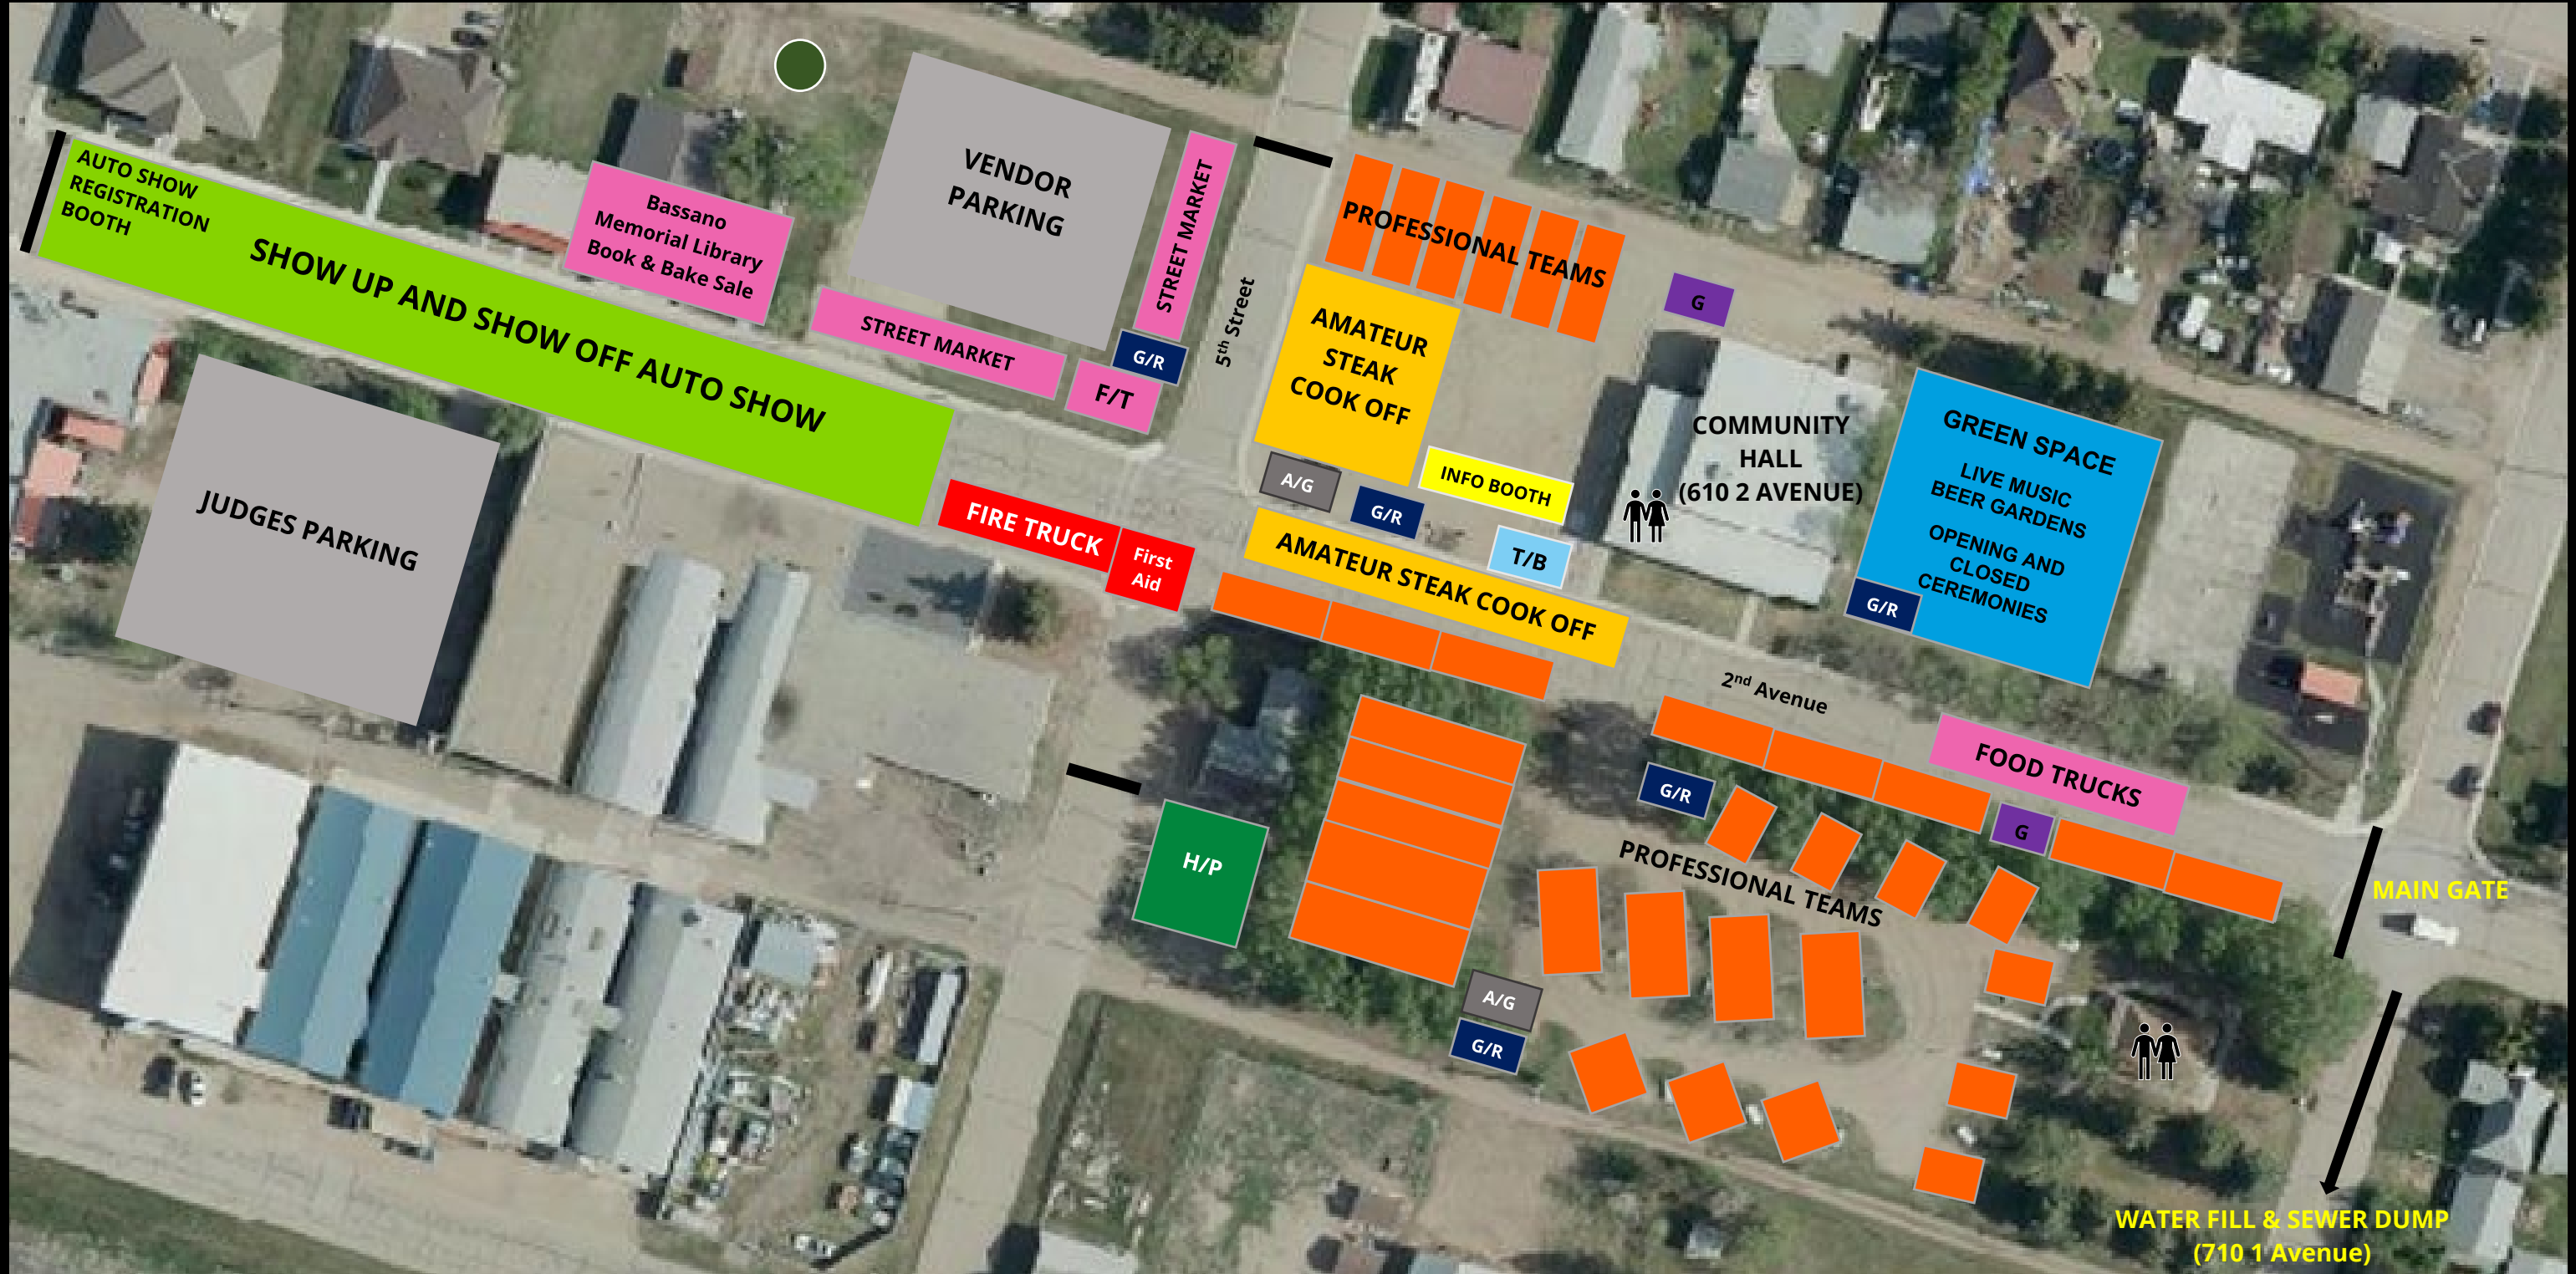 AUTO SHOW
REGISTRATION
BOOTH
SHOW UP AND SHOW OFF AUTO SHOW
Bassano
Memorial Library
Book & Bake Sale
VENDOR
PARKING
STREET MARKET
STREET MARKET
G/R
F/T
5th Street
PROFESSIONAL TEAMS
AMATEUR
STEAK
COOK OFF
G
COMMUNITY
HALL
(610 2 AVENUE)
GREEN SPACE
LIVE MUSIC
BEER GARDENS
OPENING AND
CLOSED
CEREMONIES
G/R
JUDGES PARKING
FIRE TRUCK
First
Aid
A/G
G/R
INFO BOOTH
T/B
AMATEUR STEAK COOK OFF
2nd Avenue
FOOD TRUCKS
G/R
G
PROFESSIONAL TEAMS
H/P
A/G
G/R
MAIN GATE
WATER FILL & SEWER DUMP
(710 1 Avenue)